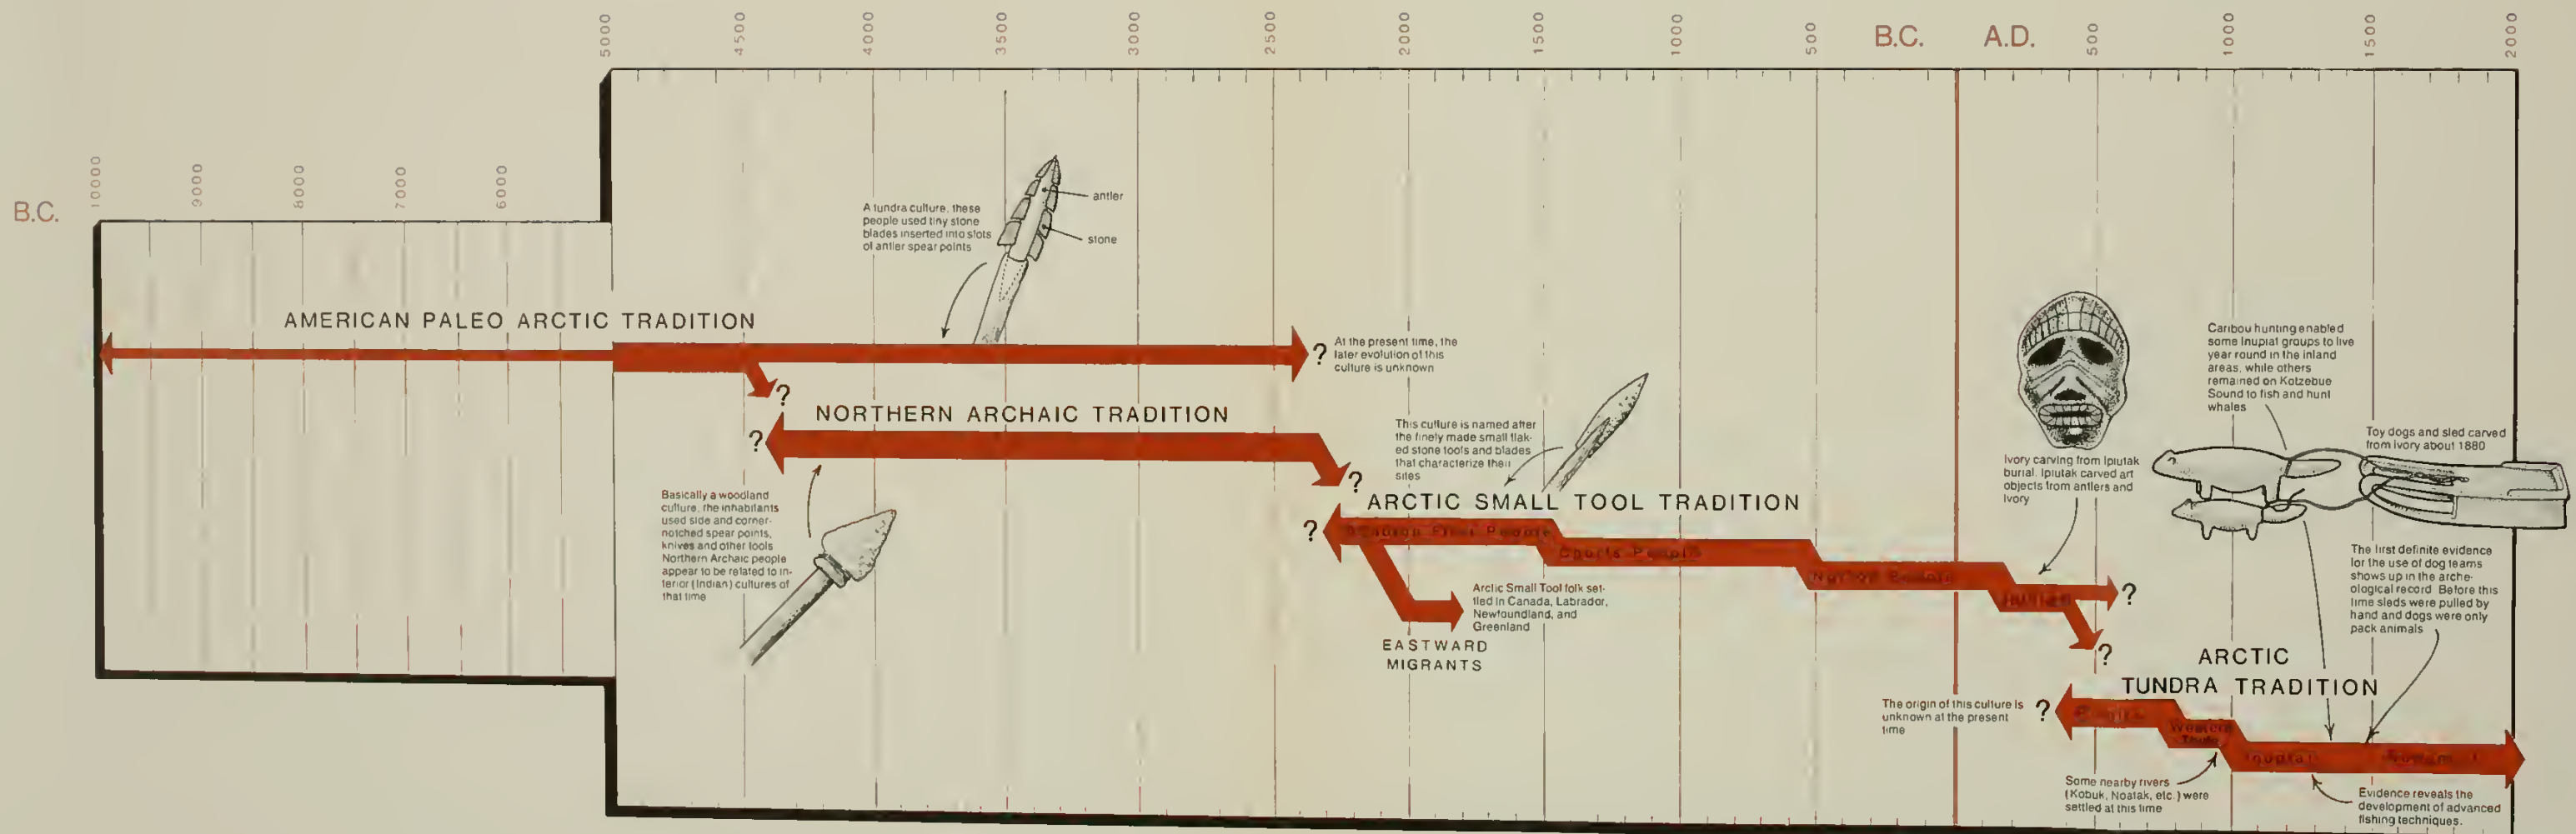 5000
4500
4000
3500
3000
2500
2000
1500
1000
500
B.C.
A.D.
500
1000
1500
2000
B.C.
10000
9000
8000
7000
6000
AMERICAN PALEO ARCTIC TRADITION
A tundra culture, these
people used tiny stone
blades inserted into slots
of antler spear points
antler
stone
?
?
At the present time, the
later evolution of this
culture is unknown
NORTHERN ARCHAIC TRADITION
?
?
Basically a woodland
culture, the inhabitants
used side and corner-
notched spear points,
knives and other tools
Northern Archaic people
appear to be related to in-
terior (Indian) cultures of
that time
This culture is named after
the finely made small flak-
ed stone tools and blades
that characterize their
sites
ARCTIC SMALL TOOL TRADITION
?
People
People
Norton People
Ipiutak
?
?
Arctic Small Tool folk set-
tled in Canada, Labrador,
Newfoundland, and
Greenland
EASTWARD
MIGRANTS
Ivory carving from Ipiutak
burial. Ipiutak carved art
objects from antlers and
Ivory
Caribou hunting enabled
some Inupiat groups to live
year round in the inland
areas, while others
remained on Kotzebue
Sound to fish and hunt
whales
Toy dogs and sled carved
from ivory about 1880
The first definite evidence
for the use of dog teams
shows up in the arche-
ological record Before this
time sleds were pulled by
hand and dogs were only
pack animals
ARCTIC
TUNDRA TRADITION
The origin of this culture is
unknown at the present
time
?
Western
Thule
Inupiat
Some nearby rivers
(Kobuk, Noatak, etc.) were
settled at this time
Evidence reveals the
development of advanced
fishing techniques.